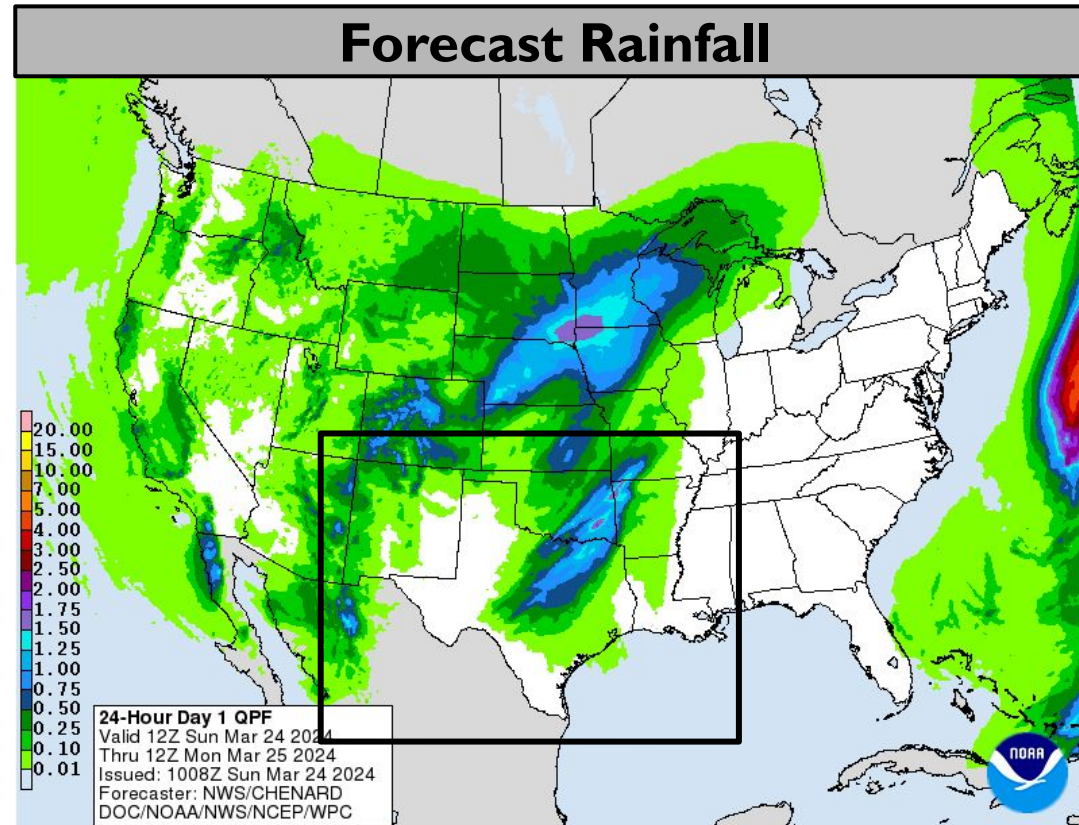 Forecast Rainfall
20.00
15.00
10.00
7.00
5.00
4.00
3.00
2.50
2.00
1.75
1.50
1.25
1.00
0.75
0.50
0.25
0.10
0.01
24-Hour Day 1 QPF
Valid 12Z Sun Mar 24 2024
Thru 12Z Mon Mar 25 2024
Issued: 1008Z Sun Mar 24 2024
Forecaster: NWS/CHENARD
DOC/NOAA/NWS/NCEP/WPC
NOAA